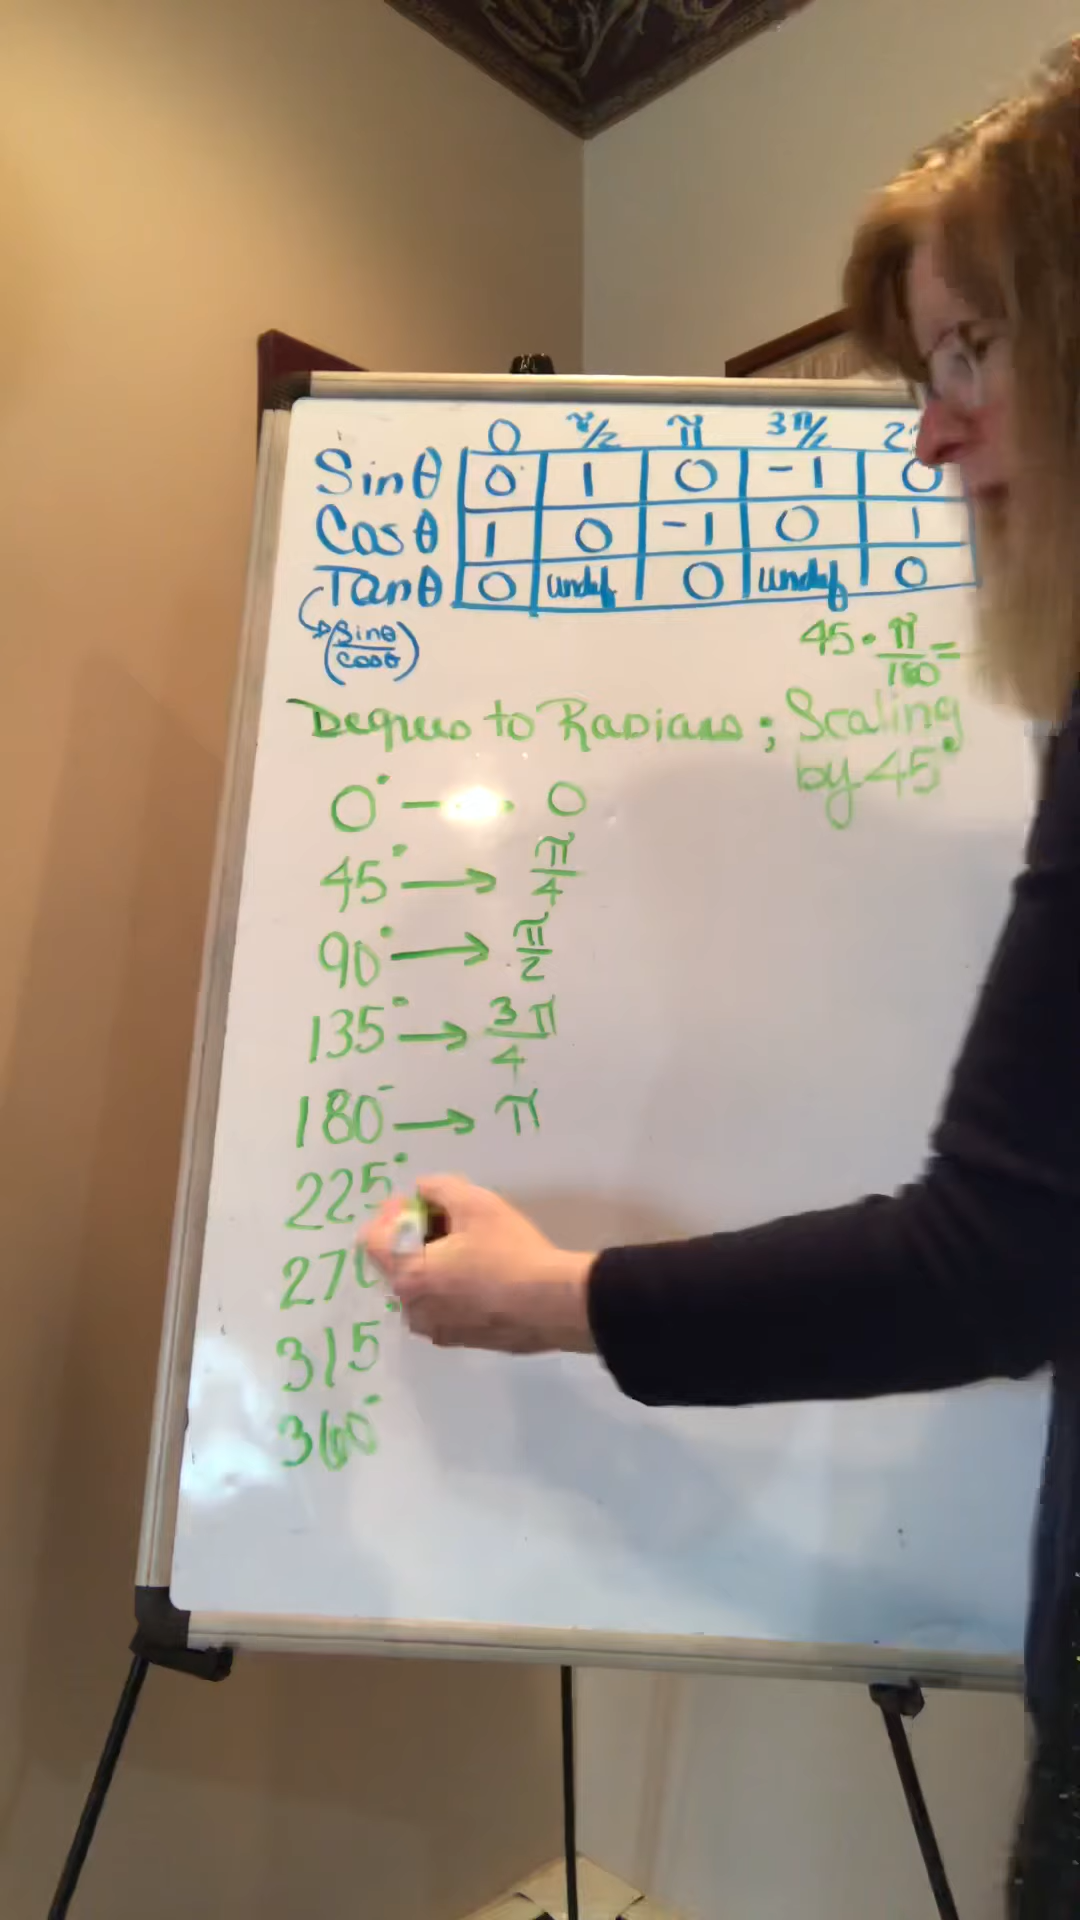 0 π/2 π 3π/2
Sinθ 0 1 0 -1 0
Cosθ 1 0 -1 0 1
Tanθ 0 undef 0 undef 0
(sinθ/cosθ)
45 · π/180 =
Degrees to Radians ; Scaling
by 45°
0° → 0
45° → π/4
90° → π/2
135° → 3π/4
180° → π
225°
270
315°
360°